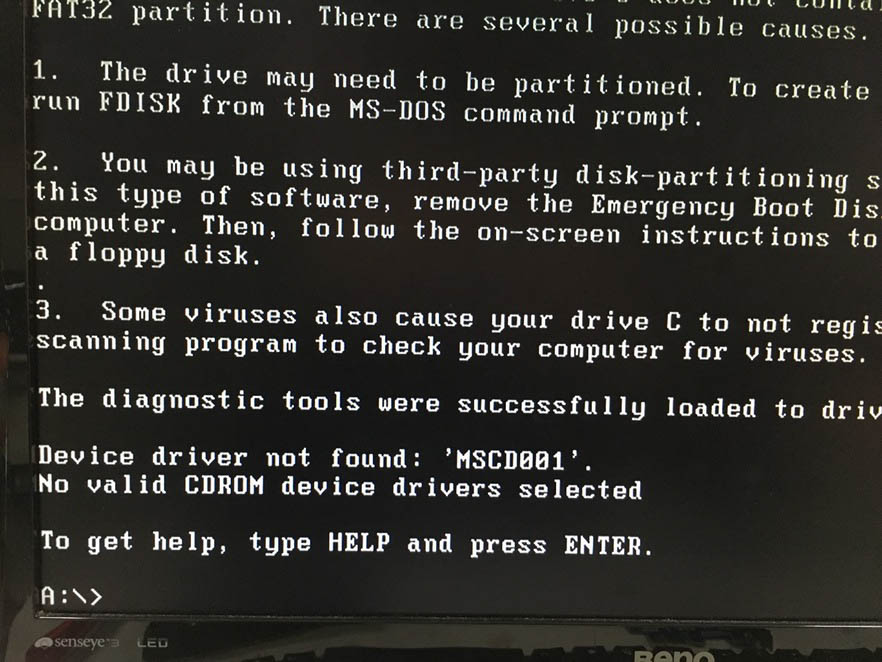 FAT32 partition. There are several possible causes.
1. The drive may need to be partitioned. To create
run FDISK from the MS-DOS command prompt.
2. You may be using third-party disk-partitioning s
this type of software, remove the Emergency Boot Dis
computer. Then, follow the on-screen instructions to
a floppy disk.
.
3. Some viruses also cause your drive C to not regis
scanning program to check your computer for viruses.
The diagnostic tools were successfully loaded to driv
Device driver not found: 'MSCD001'.
No valid CDROM device drivers selected
To get help, type HELP and press ENTER.
A:\>
senseye 3 LED
BenQ